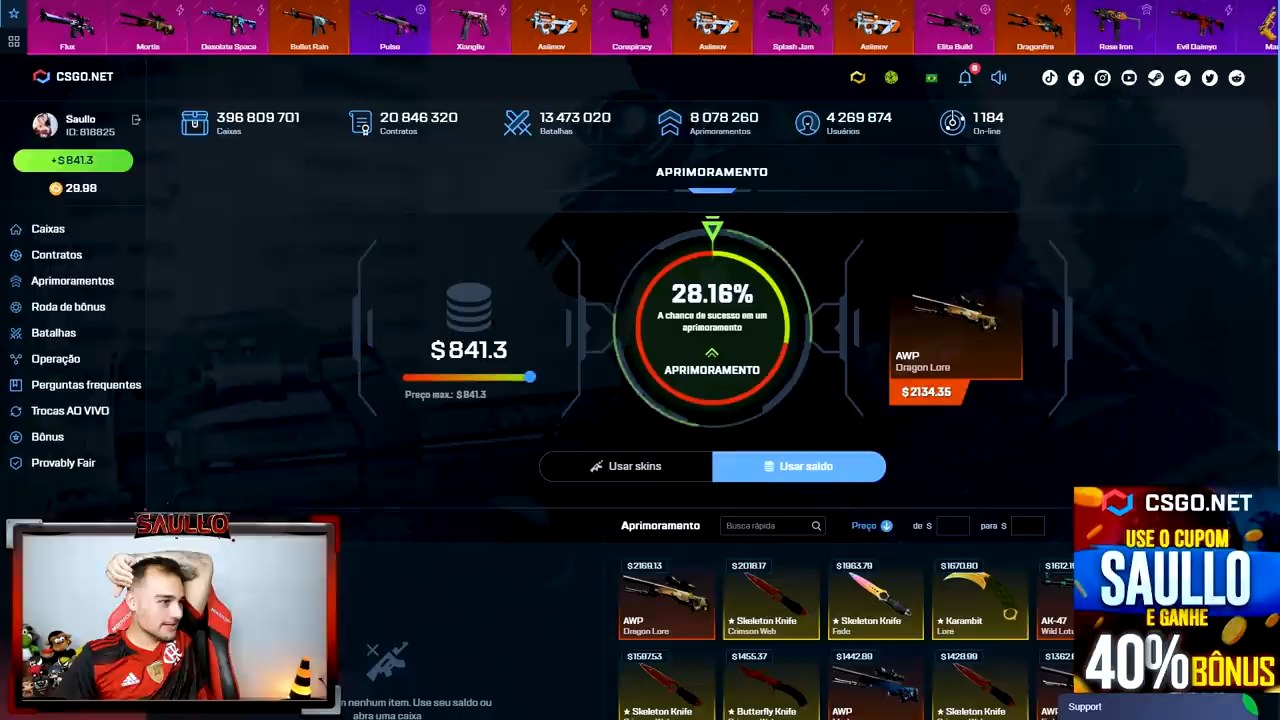 Flux
Mortis
Desolate Space
Bullet Rain
Pulse
Xiangliu
Asiimov
Conspiracy
Asiimov
Splash Jam
Asiimov
Elite Build
Dragonfire
Rose Iron
Evil Daimyo
CSGO.NET
Saullo
ID: 818825
+$ 841.3
29.98
396 809 701
Caixas
20 846 320
Contratos
13 473 020
Batalhas
8 078 260
Aprimoramentos
4 269 874
Usuários
1 184
On-line
APRIMORAMENTO
Caixas
Contratos
Aprimoramentos
Roda de bônus
Batalhas
Operação
Perguntas frequentes
Trocas AO VIVO
Bônus
Provably Fair
$ 841.3
Preço max.: $ 841.3
28.16%
A chance de sucesso em um
aprimoramento
APRIMORAMENTO
AWP
Dragon Lore
$ 2134.35
Usar skins
Usar saldo
Aprimoramento
Busca rápida
Preço
de $
para $
$ 2169.13
AWP
Dragon Lore
$ 2018.17
★ Skeleton Knife
Crimson Web
$ 1963.79
★ Skeleton Knife
Fade
$ 1670.80
★ Karambit
Lore
AK-47
$ 1597.53
★ Skeleton Knife
$ 1455.37
★ Butterfly Knife
$ 1442.89
AWP
$ 1428.99
★ Skeleton Knife
nenhum item. Use seu saldo ou
abra uma caixa
SAULLO
CSGO.NET
USE O CUPOM
SAULLO
E GANHE
40% BÔNUS
Support